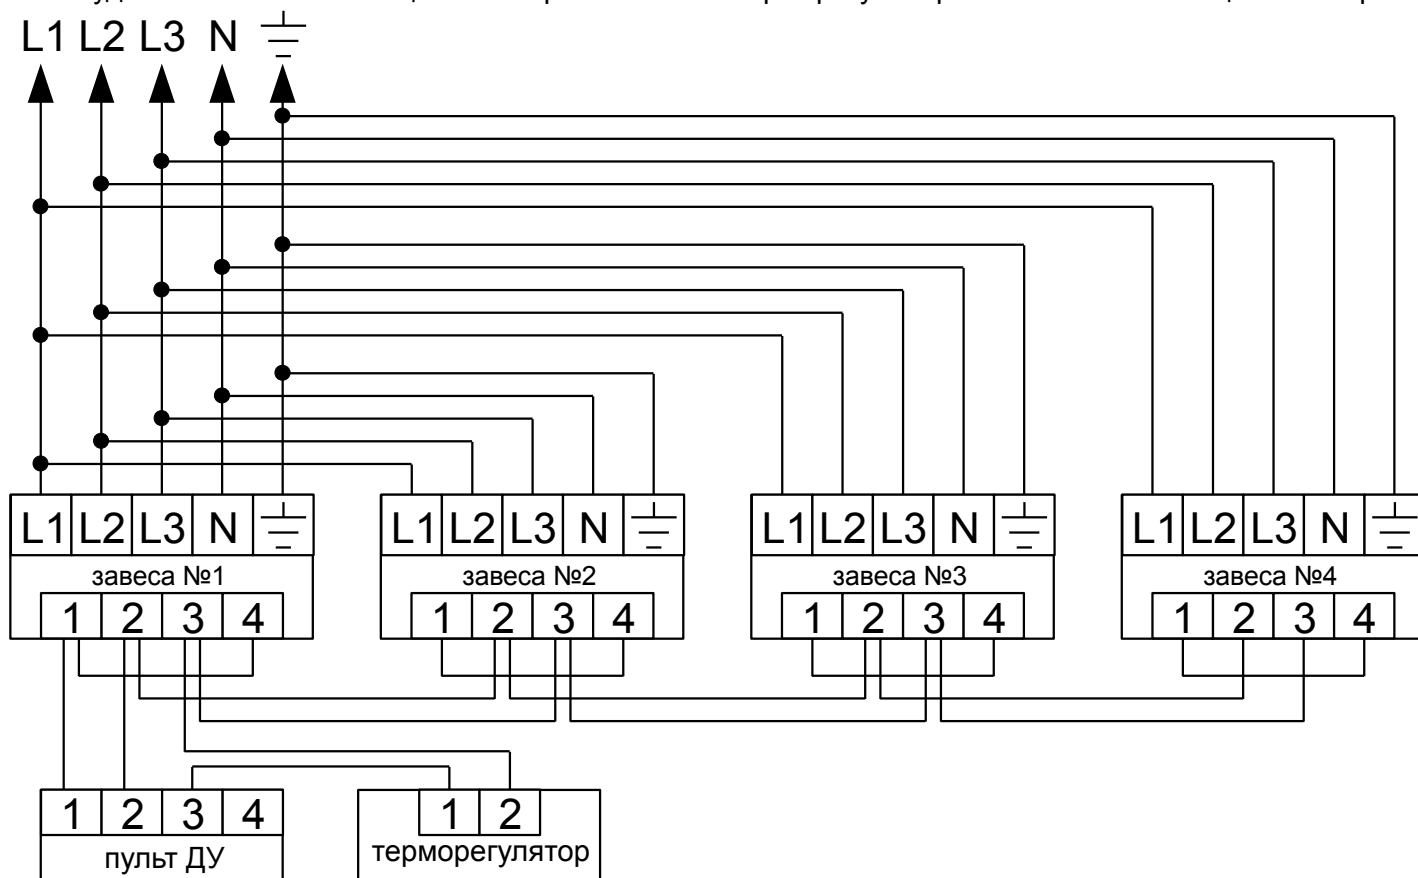 L1 L2 L3 N
L1 L2 L3 N L1 L2 L3 N L1 L2 L3 N L1 L2 L3 N
завеса №1 завеса №2 завеса №3 завеса №4
1 2 3 4 1 2 3 4 1 2 3 4 1 2 3 4
1 2 3 4 1 2
пульт ДУ терморегулятор